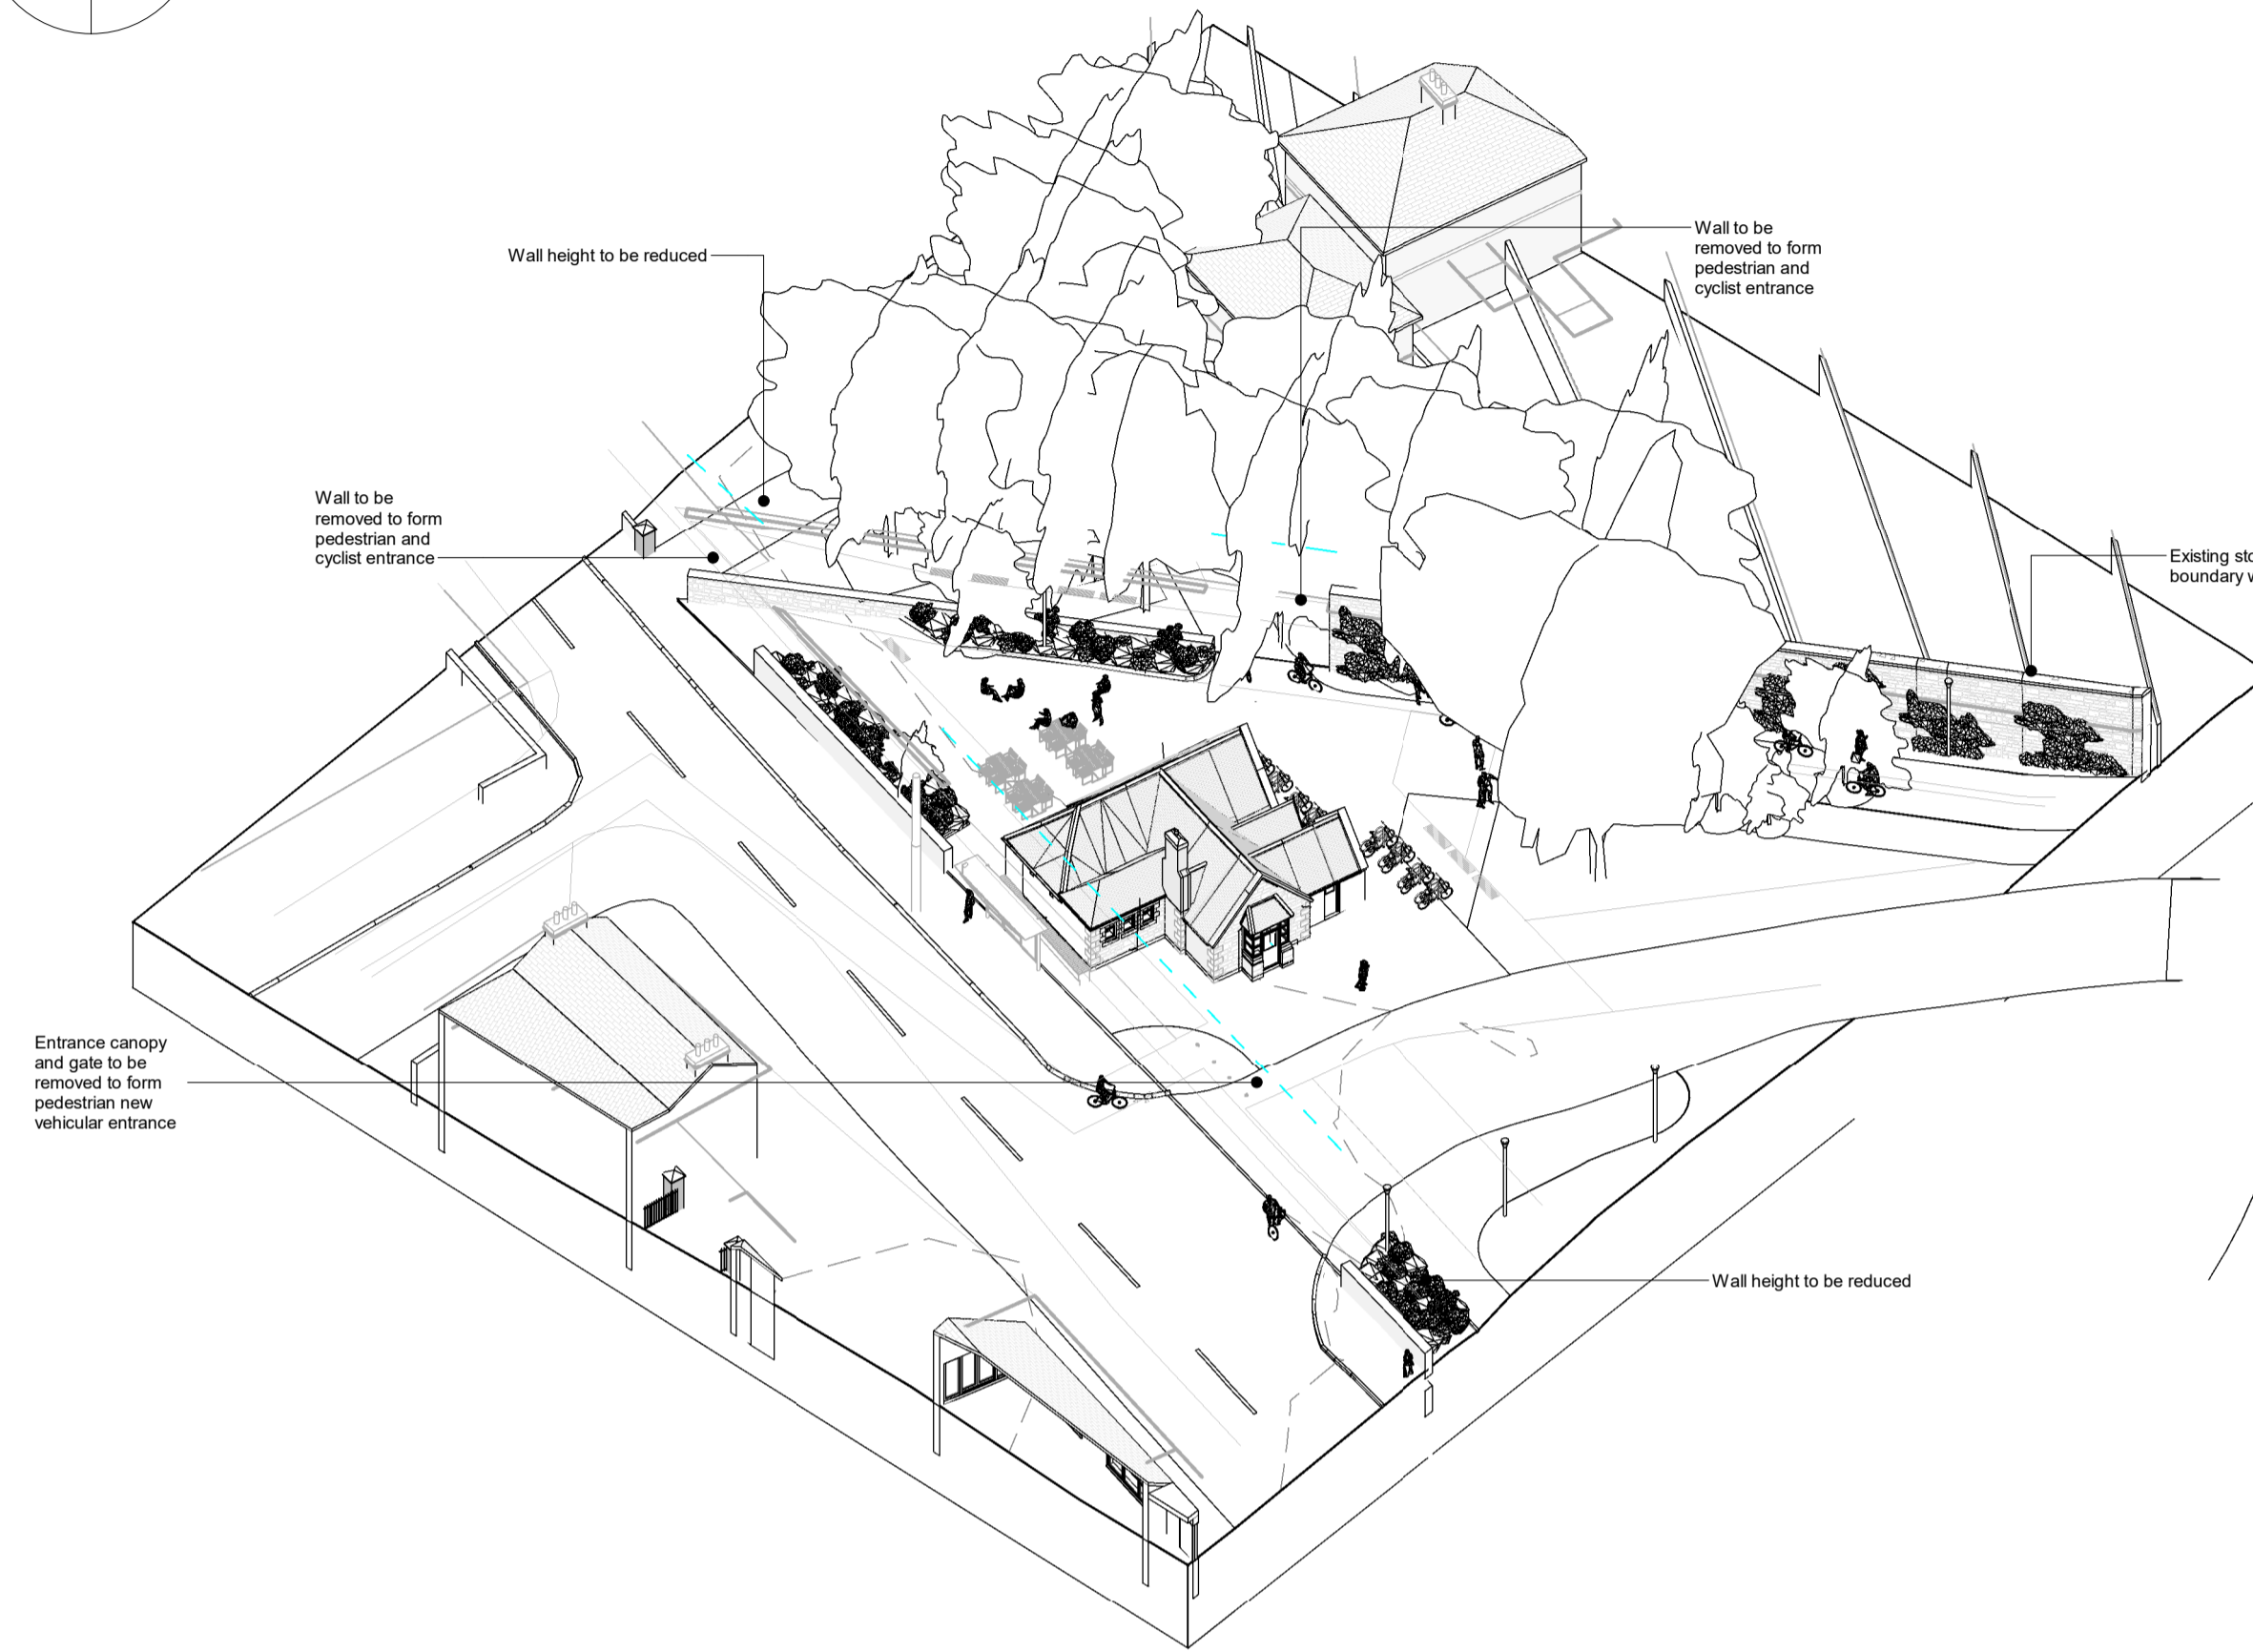 Wall height to be reduced
Wall to be
removed to form
pedestrian and
cyclist entrance
Wall to be
removed to form
pedestrian and
cyclist entrance
Existing
boundary
Entrance canopy
and gate to be
removed to form
pedestrian new
vehicular entrance
Wall height to be reduced